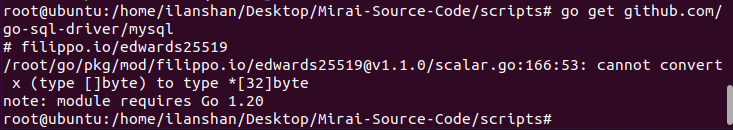 root@ubuntu:/home/ilanshan/Desktop/Mirai-Source-Code/scripts# go get github.com/
go-sql-driver/mysql
# filippo.io/edwards25519
/root/go/pkg/mod/filippo.io/edwards25519@v1.1.0/scalar.go:166:53: cannot convert
 x (type []byte) to type *[32]byte
note: module requires Go 1.20
root@ubuntu:/home/ilanshan/Desktop/Mirai-Source-Code/scripts#